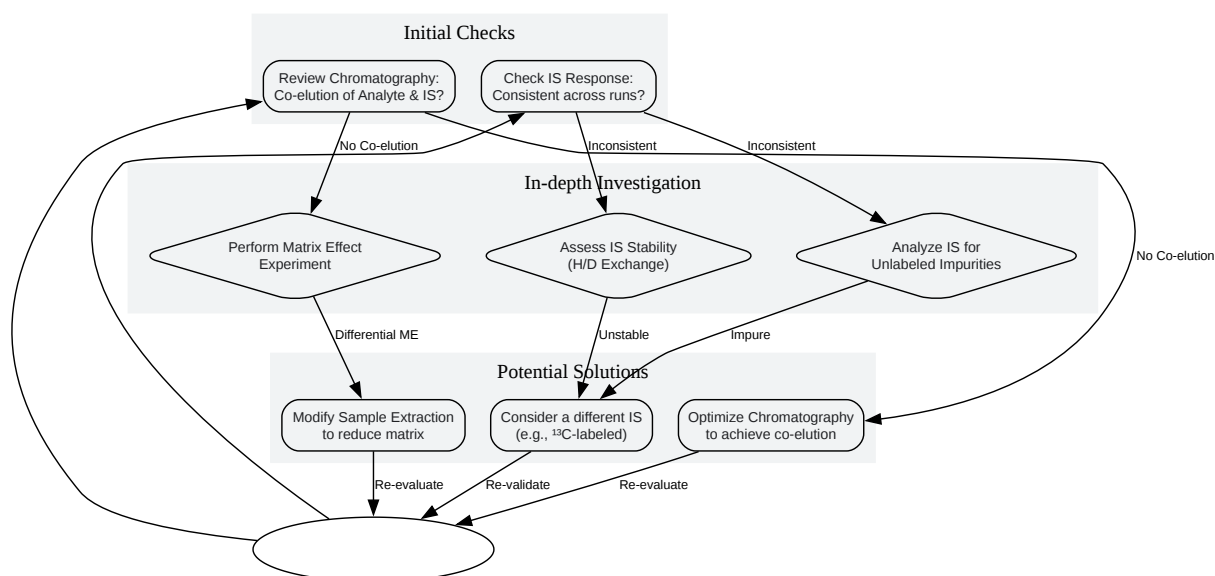 Initial Checks
Review Chromatography:
Co-elution of Analyte & IS?
Check IS Response:
Consistent across runs?
No Co-elution
Inconsistent
Inconsistent
In-depth Investigation
Perform Matrix Effect
Experiment
Assess IS Stability
(H/D Exchange)
Analyze IS for
Unlabeled Impurities
No Co-elution
Differential ME
Unstable
Impure
Potential Solutions
Modify Sample Extraction
to reduce matrix
Consider a different IS
(e.g., ¹³C-labeled)
Optimize Chromatography
to achieve co-elution
Re-evaluate
Re-validate
Re-evaluate